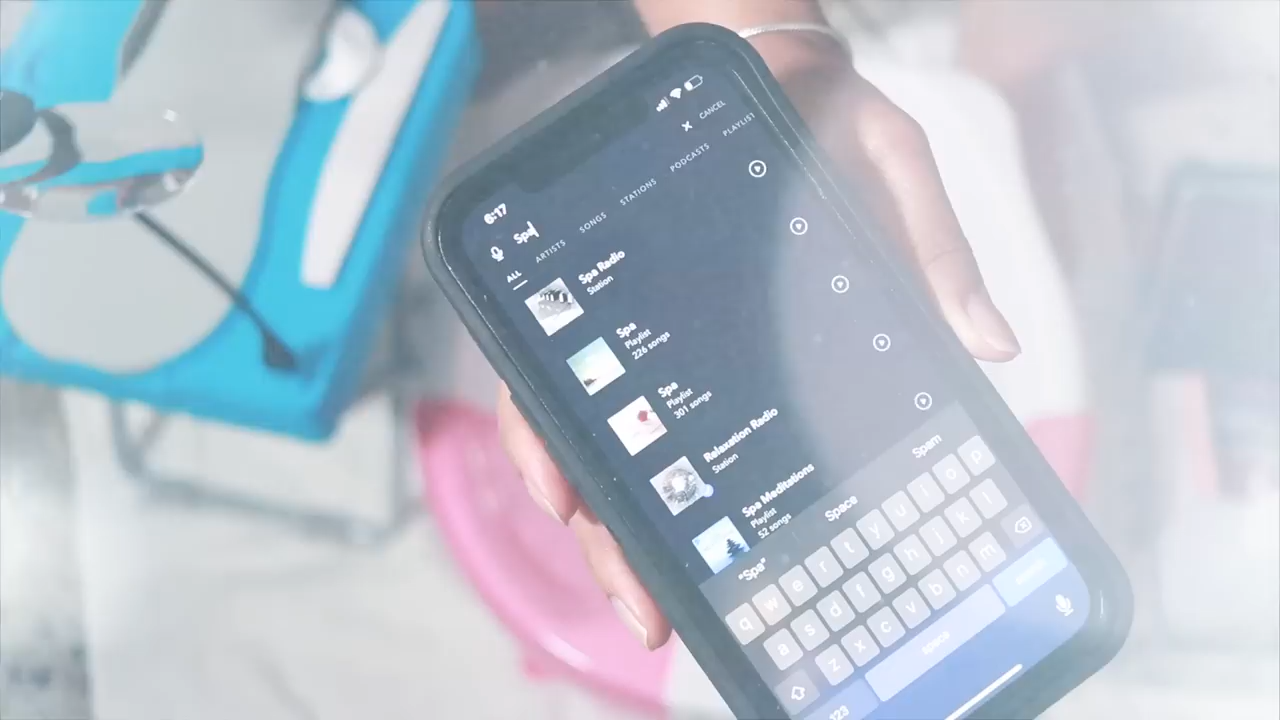 6:17
CANCEL
Spa
ALL ARTISTS SONGS STATIONS PODCASTS PLAYLIST
Spa Radio
Station
Spa
Playlist
226 songs
Spa
Playlist
301 songs
Relaxation Radio
Station
Spa Meditations
Playlist
52 songs
"Spa" Space Spam
q w e r t y u i o p
a s d f g h j k l
z x c v b n m
123 space